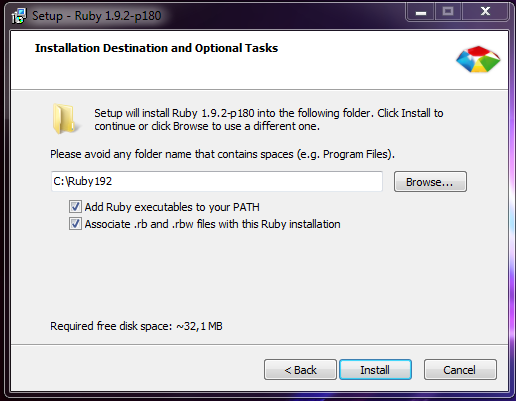 Setup - Ruby 1.9.2-p180
Installation Destination and Optional Tasks
Setup will install Ruby 1.9.2-p180 into the following folder. Click Install to
continue or click Browse to use a different one.
Please avoid any folder name that contains spaces (e.g. Program Files).
C:\Ruby192
Browse...
Add Ruby executables to your PATH
Associate .rb and .rbw files with this Ruby installation
Required free disk space: ~32,1 MB
< Back
Install
Cancel